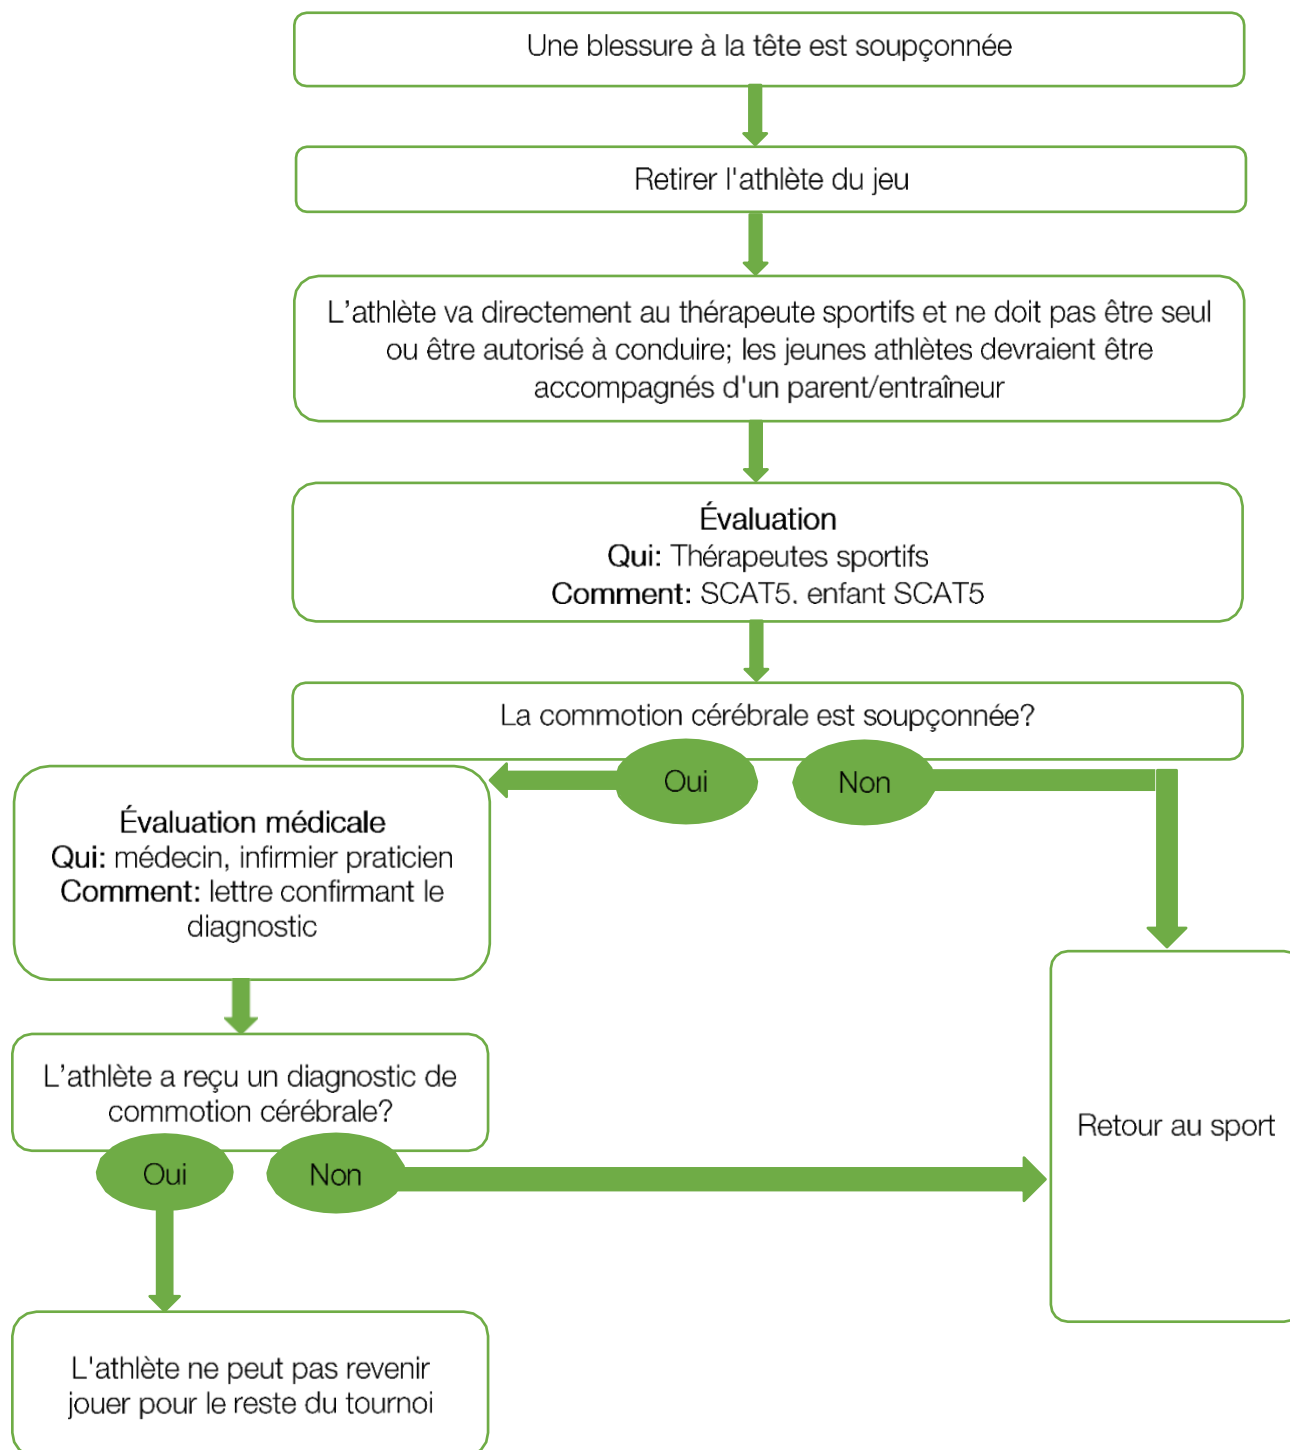 Une blessure à la tête est soupçonnée
Retirer l'athlète du jeu
L’athlète va directement au thérapeute sportifs et ne doit pas être seul
ou être autorisé à conduire; les jeunes athlètes devraient être
accompagnés d'un parent/entraîneur
Évaluation
Qui: Thérapeutes sportifs
Comment: SCAT5. enfant SCAT5
La commotion cérébrale est soupçonnée?
Oui
Non
Évaluation médicale
Qui: médecin, infirmier praticien
Comment: lettre confirmant le
diagnostic
L’athlète a reçu un diagnostic de
commotion cérébrale?
Oui
Non
Retour au sport
L'athlète ne peut pas revenir
jouer pour le reste du tournoi